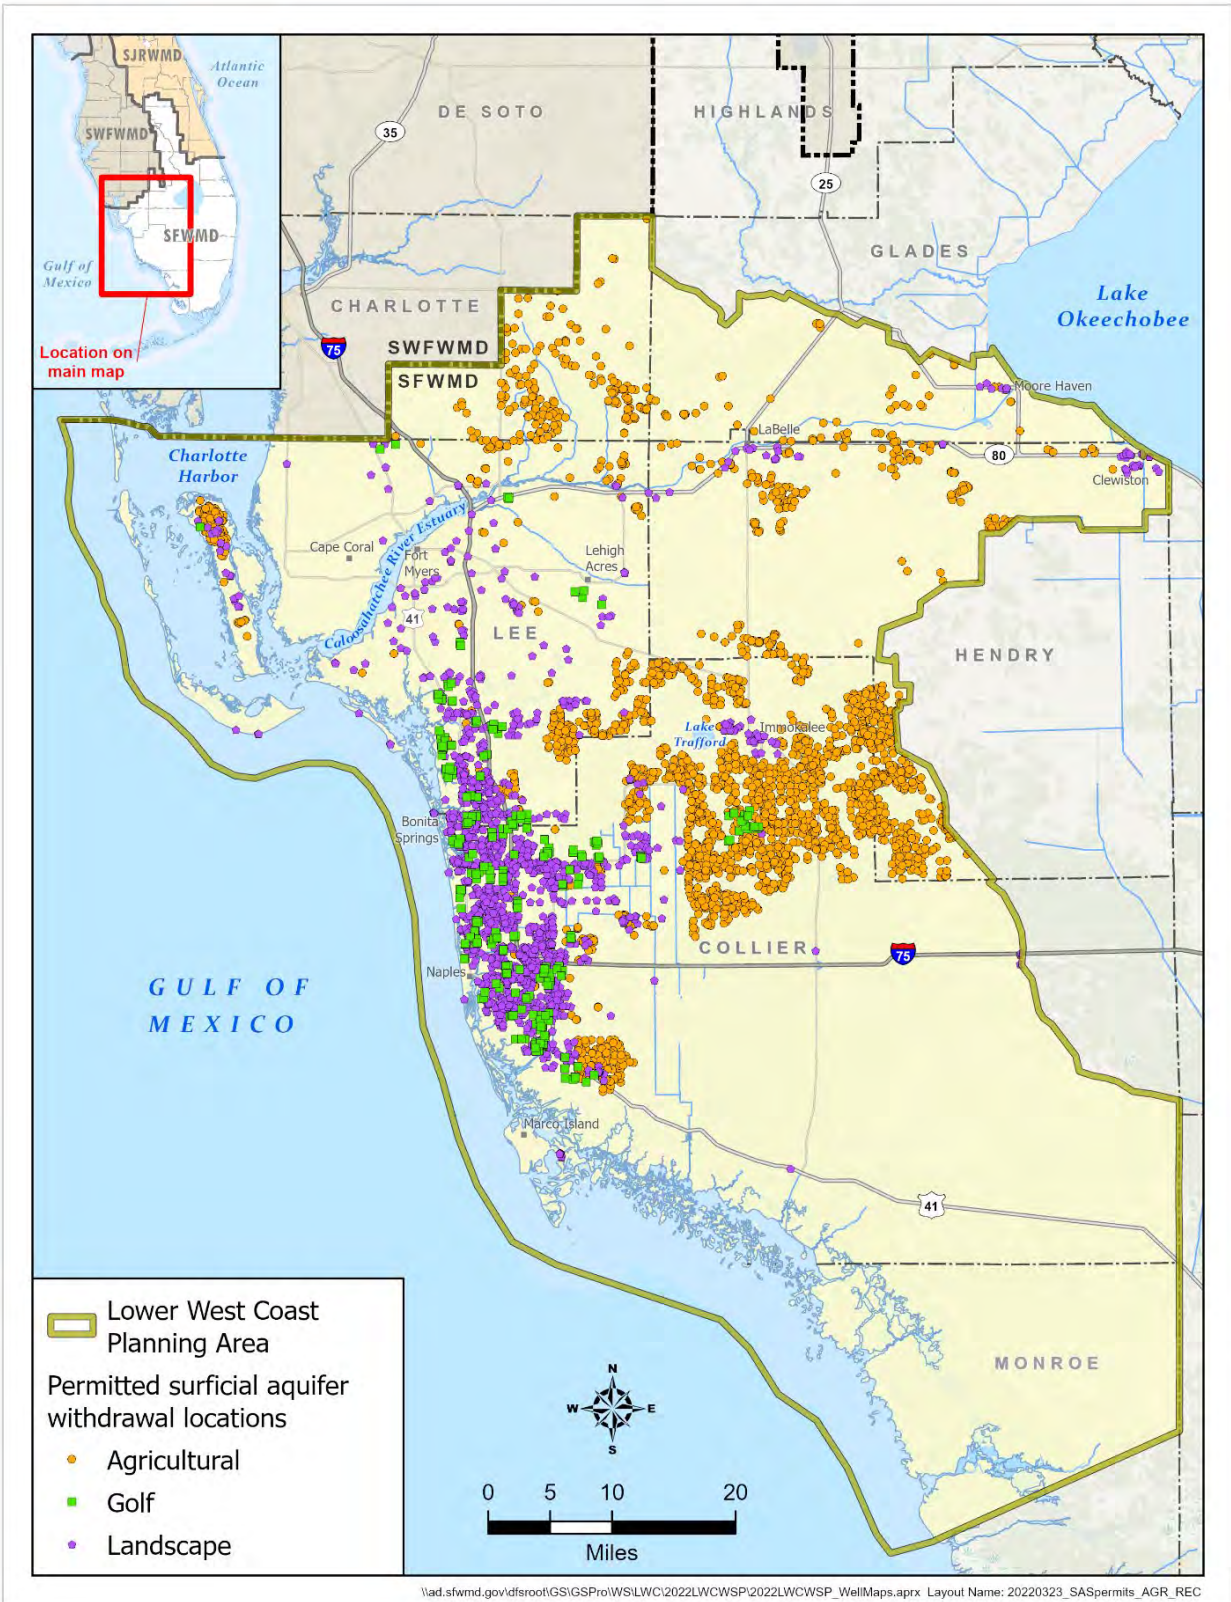 SJRWMD
Atlantic
Ocean
SWFWMD
SFWMD
Gulf of
Mexico
Location on
main map
DE SOTO
HIGHLANDS
35
25
GLADES
CHARLOTTE
Lake
Okeechobee
75
SWFWMD
SFWMD
Moore Haven
LaBelle
Charlotte
Harbor
80
Clewiston
Caloosahatchee River Estuary
Cape Coral
Fort
Myers
Lehigh
Acres
41
LEE
HENDRY
Lake
Trafford
Immokalee
Bonita
Springs
COLLIER
75
Naples
GULF OF
MEXICO
Marco Island
41
MONROE
Lower West Coast
Planning Area
Permitted surficial aquifer
withdrawal locations
Agricultural
Golf
Landscape
N
W E
S
0 5 10 20
Miles
\\ad.sfwmd.gov\dfsroot\GS\GSPro\WS\LWC\2022LWCWSP\2022LWCWSP_WellMaps.aprx Layout Name: 20220323_SASpermits_AGR_REC